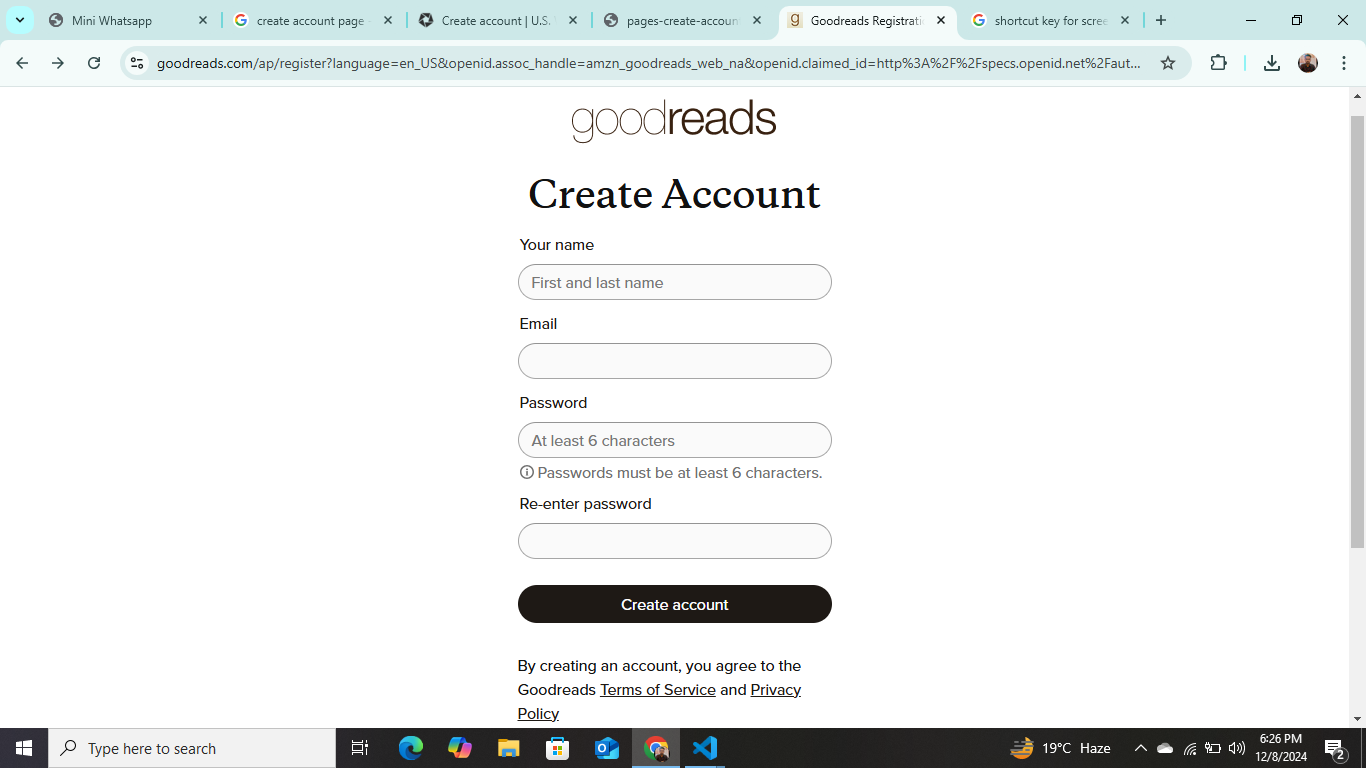 Mini Whatsapp
create account page
Create account | U.S.
pages-create-accoun
Goodreads Registrati
shortcut key for scree
goodreads.com/ap/register?language=en_US&openid.assoc_handle=amzn_goodreads_web_na&openid.claimed_id=http%3A%2F%2Fspecs.openid.net%2Faut...
goodreads
Create Account
Your name
First and last name
Email
Password
At least 6 characters
Passwords must be at least 6 characters.
Re-enter password
Create account
By creating an account, you agree to the
Goodreads Terms of Service and Privacy
Policy
Type here to search
19°C Haze
6:26 PM
12/8/2024
2